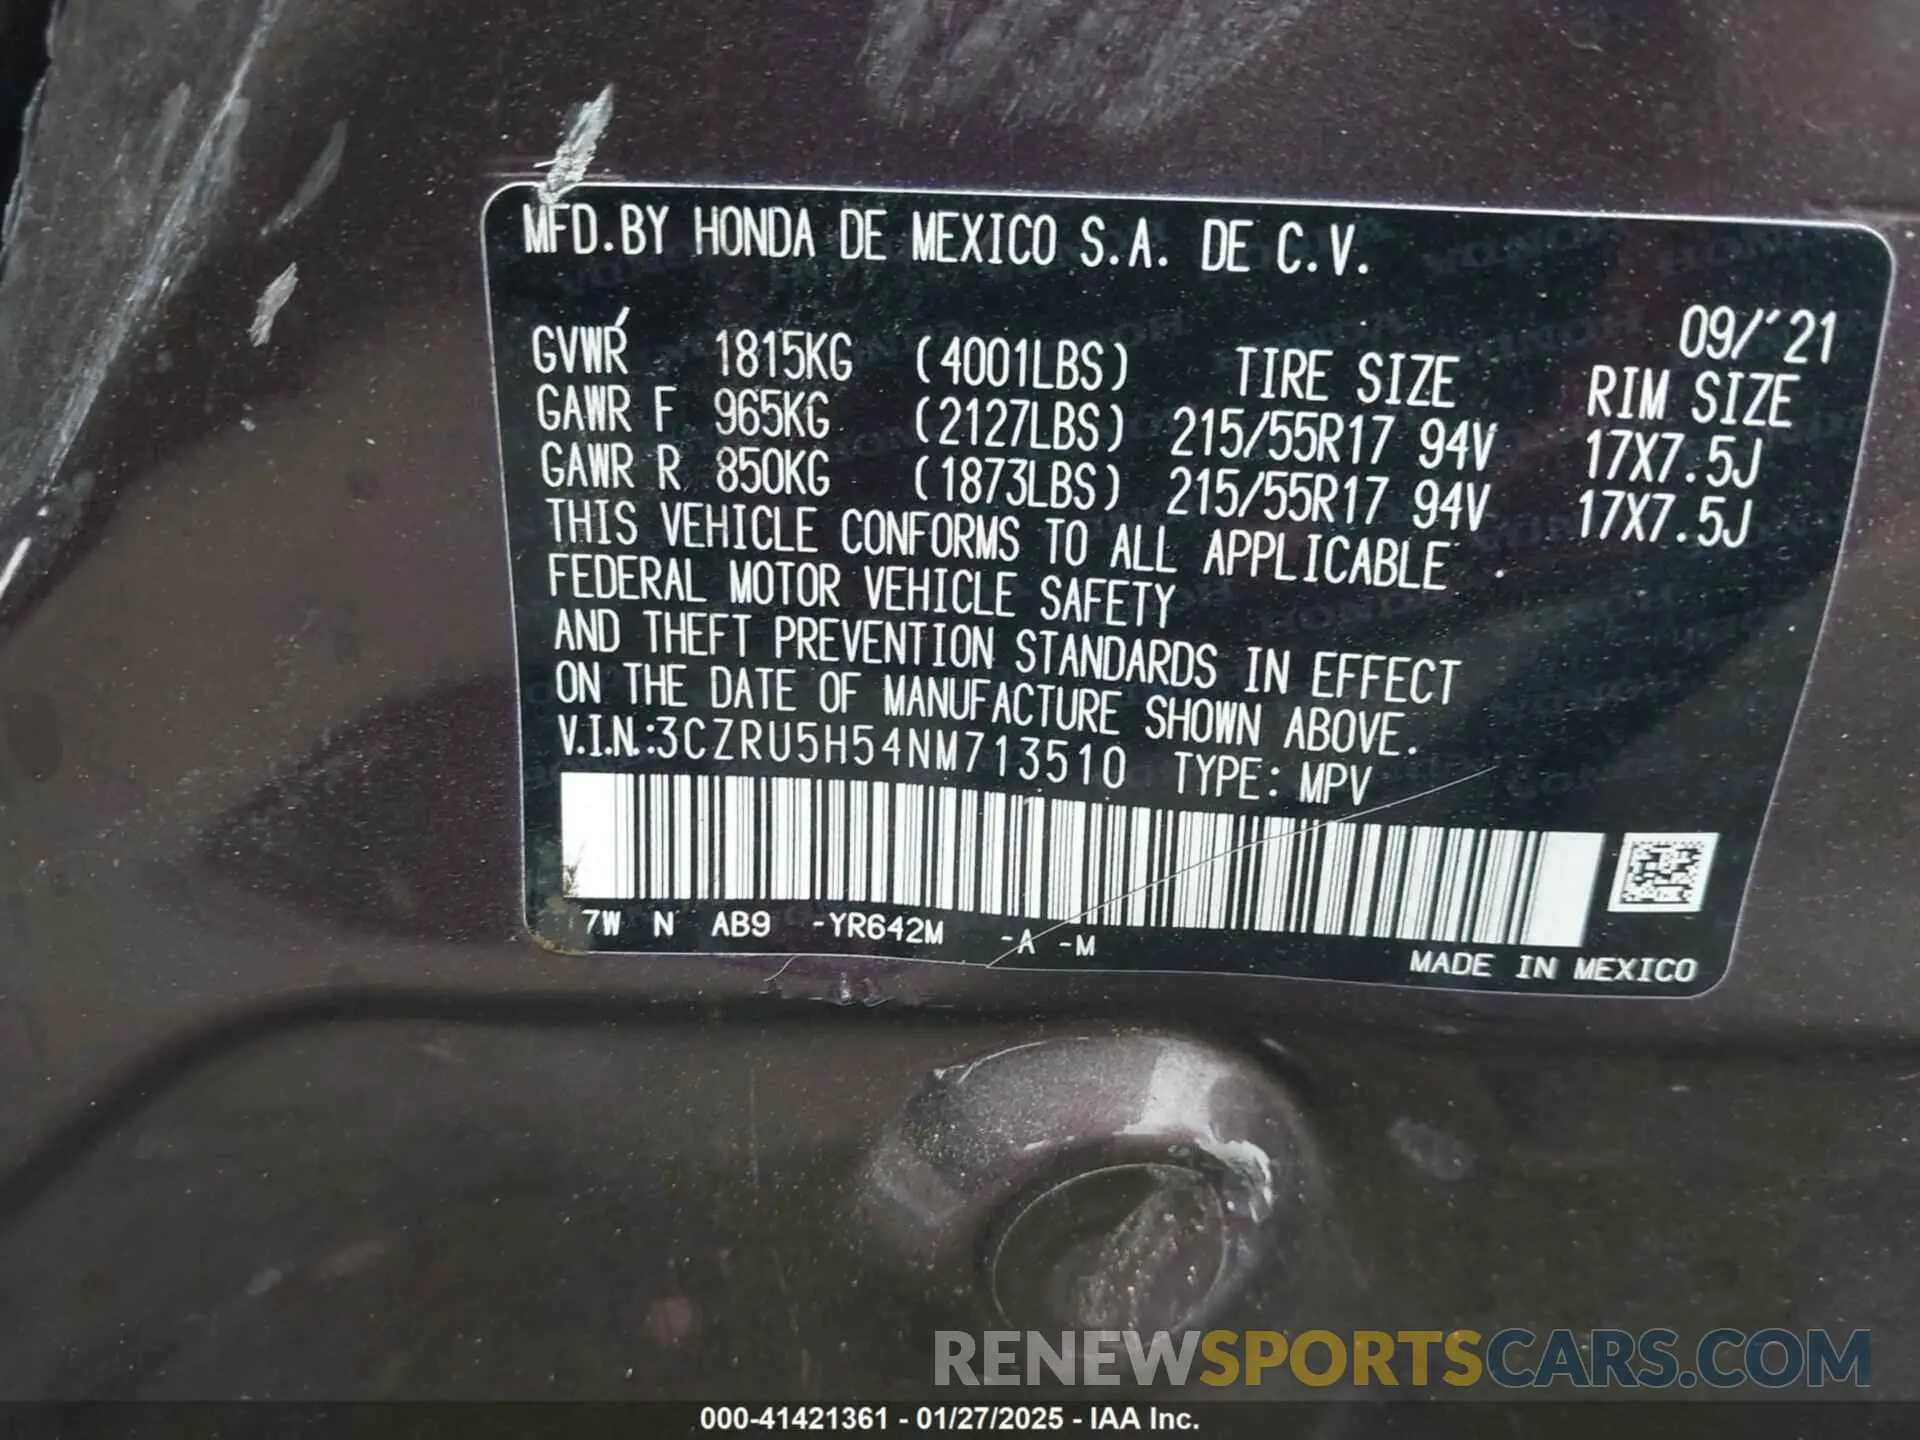 MFD.BY HONDA DE MEXICO S.A. DE C.V.
09/'21
GVWR 1815KG (4001LBS) TIRE SIZE RIM SIZE
GAWR F 965KG (2127LBS) 215/55R17 94V 17X7.5J
GAWR R 850KG (1873LBS) 215/55R17 94V 17X7.5J
THIS VEHICLE CONFORMS TO ALL APPLICABLE
FEDERAL MOTOR VEHICLE SAFETY
AND THEFT PREVENTION STANDARDS IN EFFECT
ON THE DATE OF MANUFACTURE SHOWN ABOVE.
V.I.N.:3CZRU5H54NM713510 TYPE: MPV
7W N AB9 -YR642M -A -M
MADE IN MEXICO
RENEWSPORTSCARS.COM
000-41421361 - 01/27/2025 - IAA Inc.